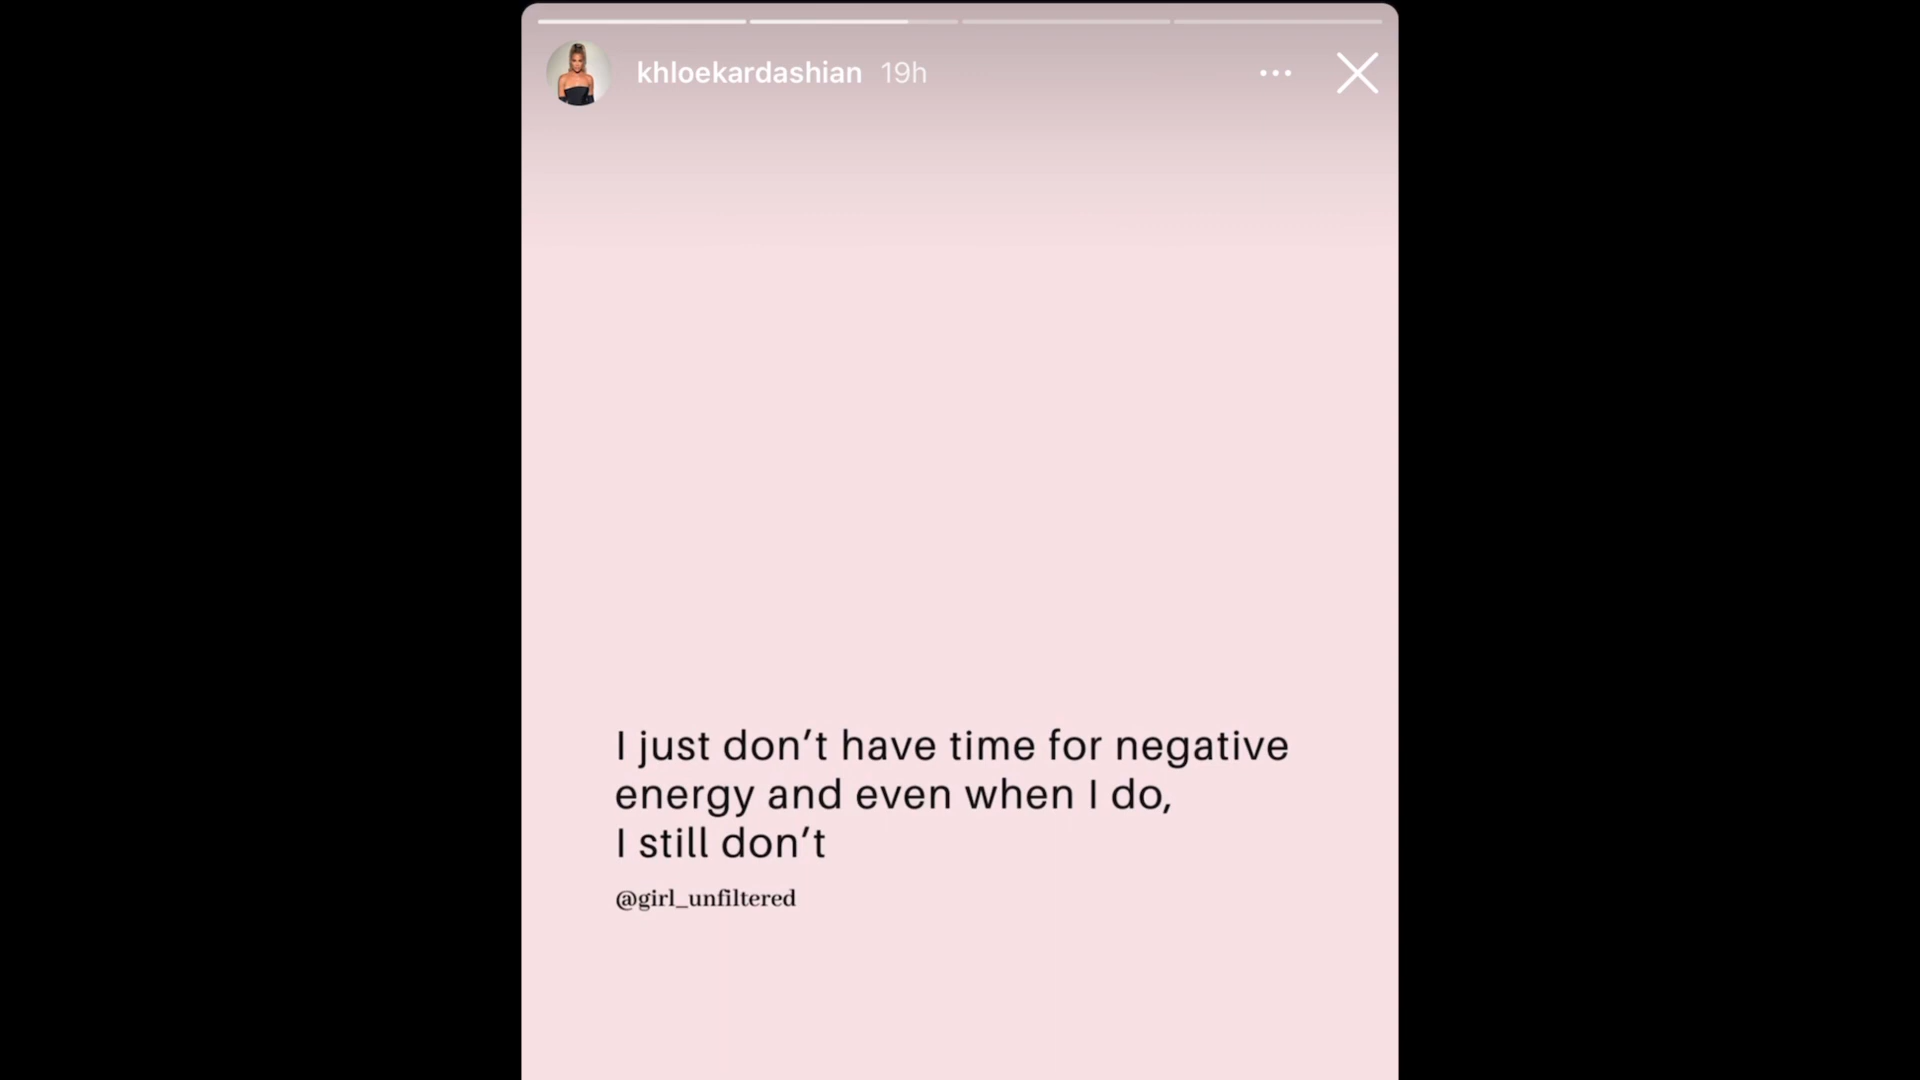 khloekardashian 19h
I just don’t have time for negative
energy and even when I do,
I still don’t
@girl_unfiltered